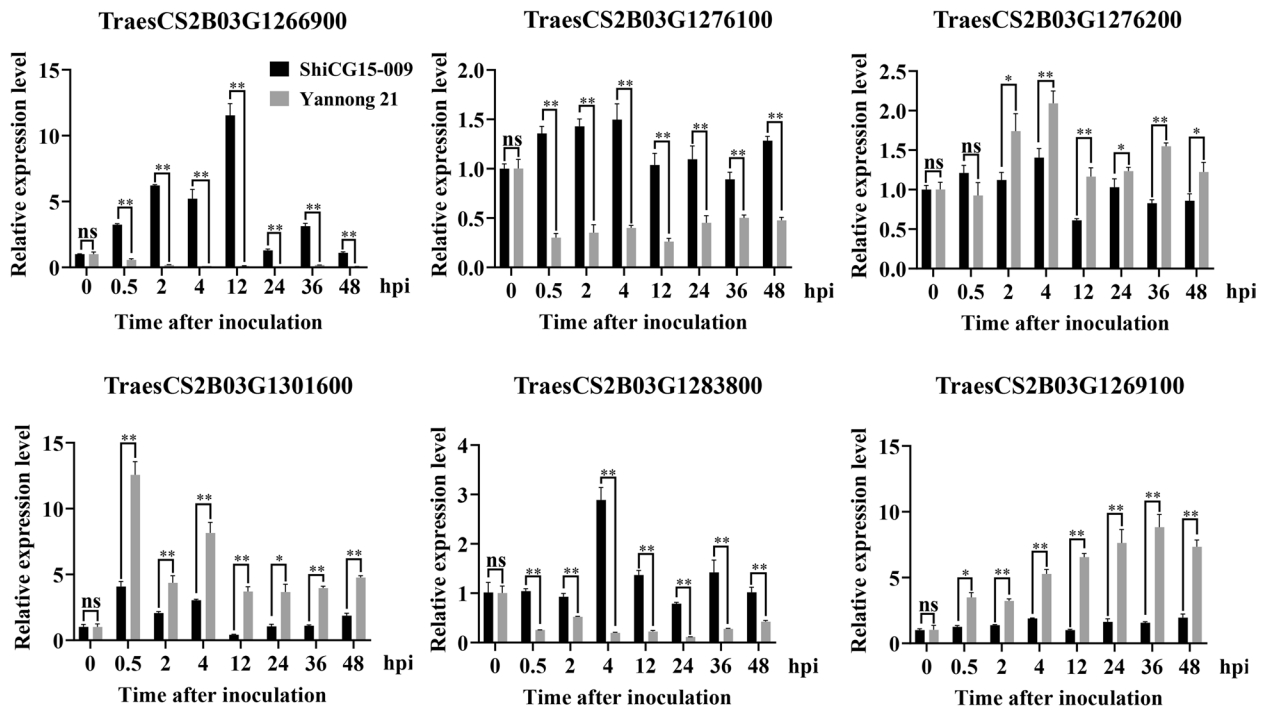 TraesCS2B03G1266900
Relative expression level
15
10
5
0
ShiCG15-009
Yannong 21
ns
**
**
**
**
**
**
**
0 0.5 2 4 12 24 36 48 hpi
Time after inoculation
TraesCS2B03G1276100
Relative expression level
2.0
1.5
1.0
0.5
0.0
ns
**
**
**
**
**
**
**
0 0.5 2 4 12 24 36 48 hpi
Time after inoculation
TraesCS2B03G1276200
Relative expression level
2.5
2.0
1.5
1.0
0.5
0.0
ns
ns
*
**
**
*
**
*
0 0.5 2 4 12 24 36 48 hpi
Time after inoculation
TraesCS2B03G1301600
Relative expression level
15
10
5
0
ns
**
**
**
**
*
**
**
0 0.5 2 4 12 24 36 48 hpi
Time after inoculation
TraesCS2B03G1283800
Relative expression level
4
3
2
1
0
ns
**
**
**
**
**
**
**
0 0.5 2 4 12 24 36 48 hpi
Time after inoculation
TraesCS2B03G1269100
Relative expression level
15
10
5
0
ns
*
**
**
**
**
**
**
0 0.5 2 4 12 24 36 48 hpi
Time after inoculation